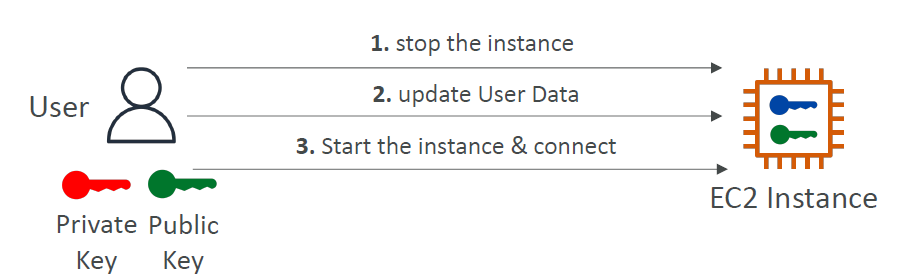 1. stop the instance
2. update User Data
User
3. Start the instance & connect
EC2 Instance
Private Public
Key Key